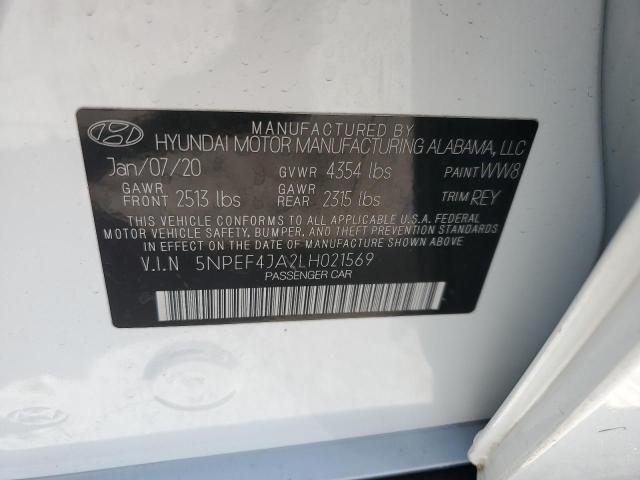 MANUFACTURED BY
HYUNDAI MOTOR MANUFACTURING ALABAMA, LLC
Jan/07/20 GVWR 4354 lbs PAINT WW8
GAWR FRONT 2513 lbs GAWR REAR 2315 lbs TRIM REY
THIS VEHICLE CONFORMS TO ALL APPLICABLE U.S.A. FEDERAL
MOTOR VEHICLE SAFETY, BUMPER, AND THEFT PREVENTION STANDARDS
IN EFFECT ON THE DATE OF MANUFACTURE SHOWN ABOVE.
V.I.N 5NPEF4JA2LH021569
PASSENGER CAR